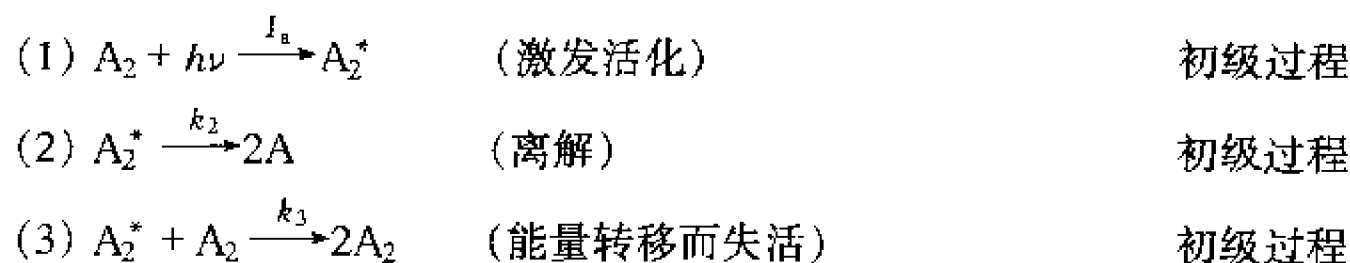 (1) A₂ + hν —Iₐ→ A₂* (激发活化) 初级过程
(2) A₂* —k₂→ 2A (离解) 初级过程
(3) A₂* + A₂ —k₃→ 2A₂ (能量转移而失活) 初级过程